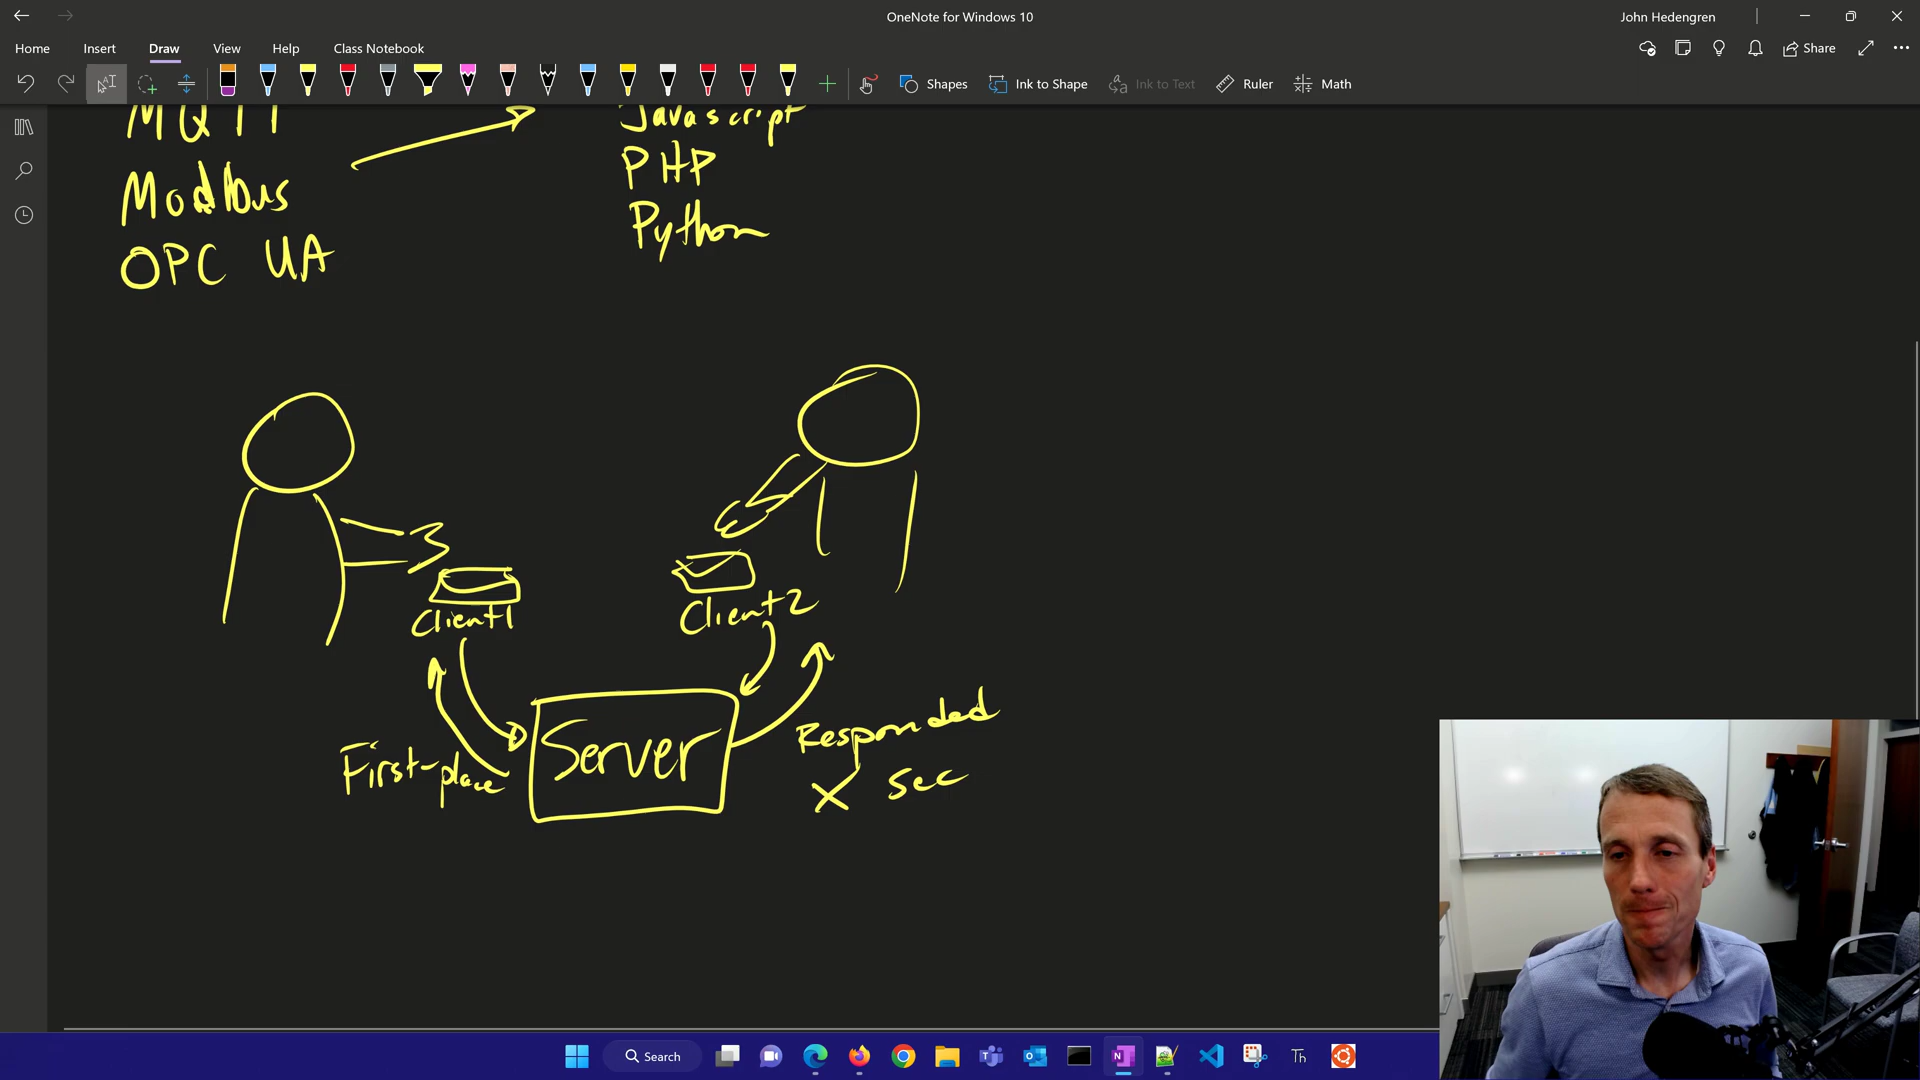 OneNote for Windows 10
John Hedengren
Home
Insert
Draw
View
Help
Class Notebook
Share
Shapes
Ink to Shape
Ink to Text
Ruler
Math
MQTT
Modbus
OPC UA
Javascript
PHP
Python
Client1
Client2
Server
First-place
Responded
X sec
Search